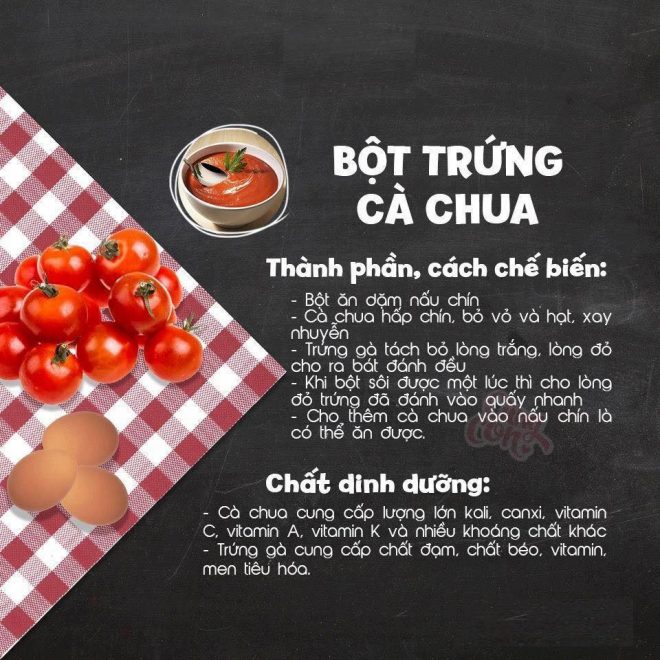 BỘT TRỨNG
CÀ CHUA
Thành phần, cách chế biến:
- Bột ăn dặm nấu chín
- Cà chua hấp chín, bỏ vỏ và hạt, xay
nhuyễn
- Trứng gà tách bỏ lòng trắng, lòng đỏ
cho ra bát đánh đều
- Khi bột sôi được một lúc thì cho lòng
đỏ trứng đã đánh vào quấy nhanh
- Cho thêm cà chua vào nấu chín là
có thể ăn được.
Chất dinh dưỡng:
- Cà chua cung cấp lượng lớn kali, canxi, vitamin
C, vitamin A, vitamin K và nhiều khoáng chất khác
- Trứng gà cung cấp chất đạm, chất béo, vitamin,
men tiêu hóa.